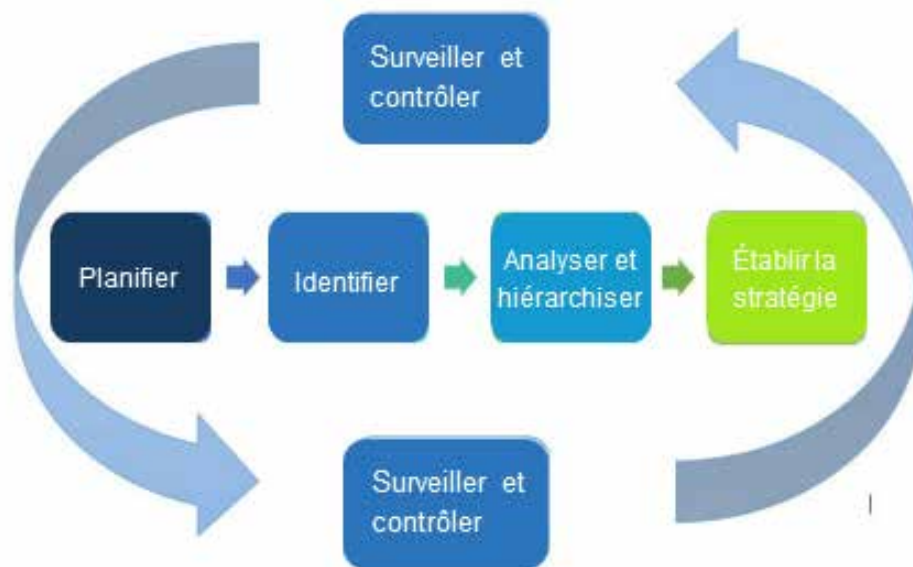 Surveiller et
contrôler
Planifier
Identifier
Analyser et
hiérarchiser
Établir la
stratégie
Surveiller et
contrôler